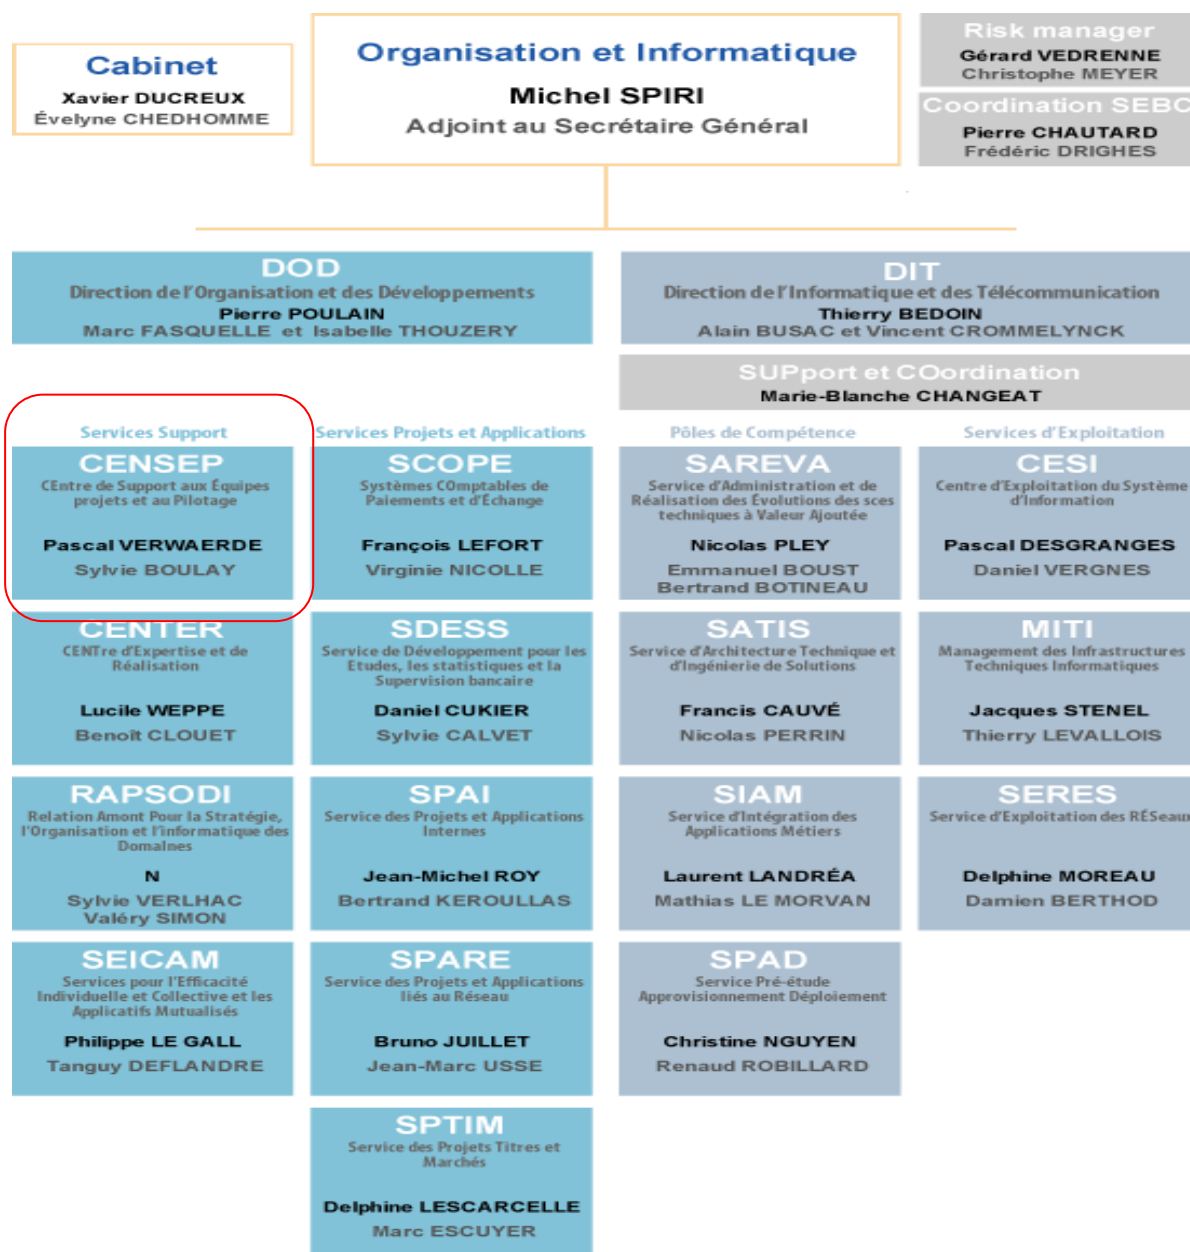 Cabinet
Xavier DUCREUX
Évelyne CHEDHOMME
Organisation et Informatique
Michel SPIRI
Adjoint au Secrétaire Général
Risk manager
Gérard VEDRENNE
Christophe MEYER
Coordination SEBC
Pierre CHAUTARD
Frédéric DRIGHES
DOD
Direction de l'Organisation et des Développements
Pierre POULAIN
Marc FASQUELLE et Isabelle THOUZERY
DIT
Direction de l'Informatique et des Télécommunication
Thierry BEDOIN
Alain BUSAC et Vincent CROMMELYNCK
SUPport et COordination
Marie-Blanche CHANGEAT
Services Support
CENSEP
CEntre de Support aux Équipes
projets et au Pilotage
Pascal VERWAERDE
Sylvie BOULAY
CENTER
CENTre d'Expertise et de
Réalisation
Lucile WEPPE
Benoît CLOUET
RAPSODI
Relation Amont Pour la Stratégie,
l'Organisation et l'informatique des
Domaines
N
Sylvie VERLHAC
Valéry SIMON
SEICAM
Services pour l'Efficacité
Individuelle et Collective et les
Applicatifs Mutualisés
Philippe LE GALL
Tanguy DEFLANDRE
Services Projets et Applications
SCOPE
Systèmes COmptables de
Paiements et d'Échange
François LEFORT
Virginie NICOLLE
SDESS
Service de Développement pour les
Etudes, les statistiques et la
Supervision bancaire
Daniel CUKIER
Sylvie CALVET
SPAI
Service des Projets et Applications
Internes
Jean-Michel ROY
Bertrand KEROULLAS
SPARE
Service des Projets et Applications
liés au Réseau
Bruno JUILLET
Jean-Marc USSE
SPTIM
Service des Projets Titres et
Marchés
Delphine LESCARCELLE
Marc ESCUYER
Pôles de Compétence
SAREVA
Service d'Administration et de
Réalisation des Évolutions des sces
techniques à Valeur Ajoutée
Nicolas PLEY
Emmanuel BOUST
Bertrand BOTINEAU
SATIS
Service d'Architecture Technique et
d'Ingénierie de Solutions
Francis CAUVÉ
Nicolas PERRIN
SIAM
Service d'Intégration des
Applications Métiers
Laurent LANDRÉA
Mathias LE MORVAN
SPAD
Service Pré-étude
Approvisionnement Déploiement
Christine NGUYEN
Renaud ROBILLARD
Services d'Exploitation
CESI
Centre d'Exploitation du Système
d'Information
Pascal DESGRANGES
Daniel VERGNES
MITI
Management des Infrastructures
Techniques Informatiques
Jacques STENEL
Thierry LEVALLOIS
SERES
Service d'Exploitation des RÉSeaux
Delphine MOREAU
Damien BERTHOD